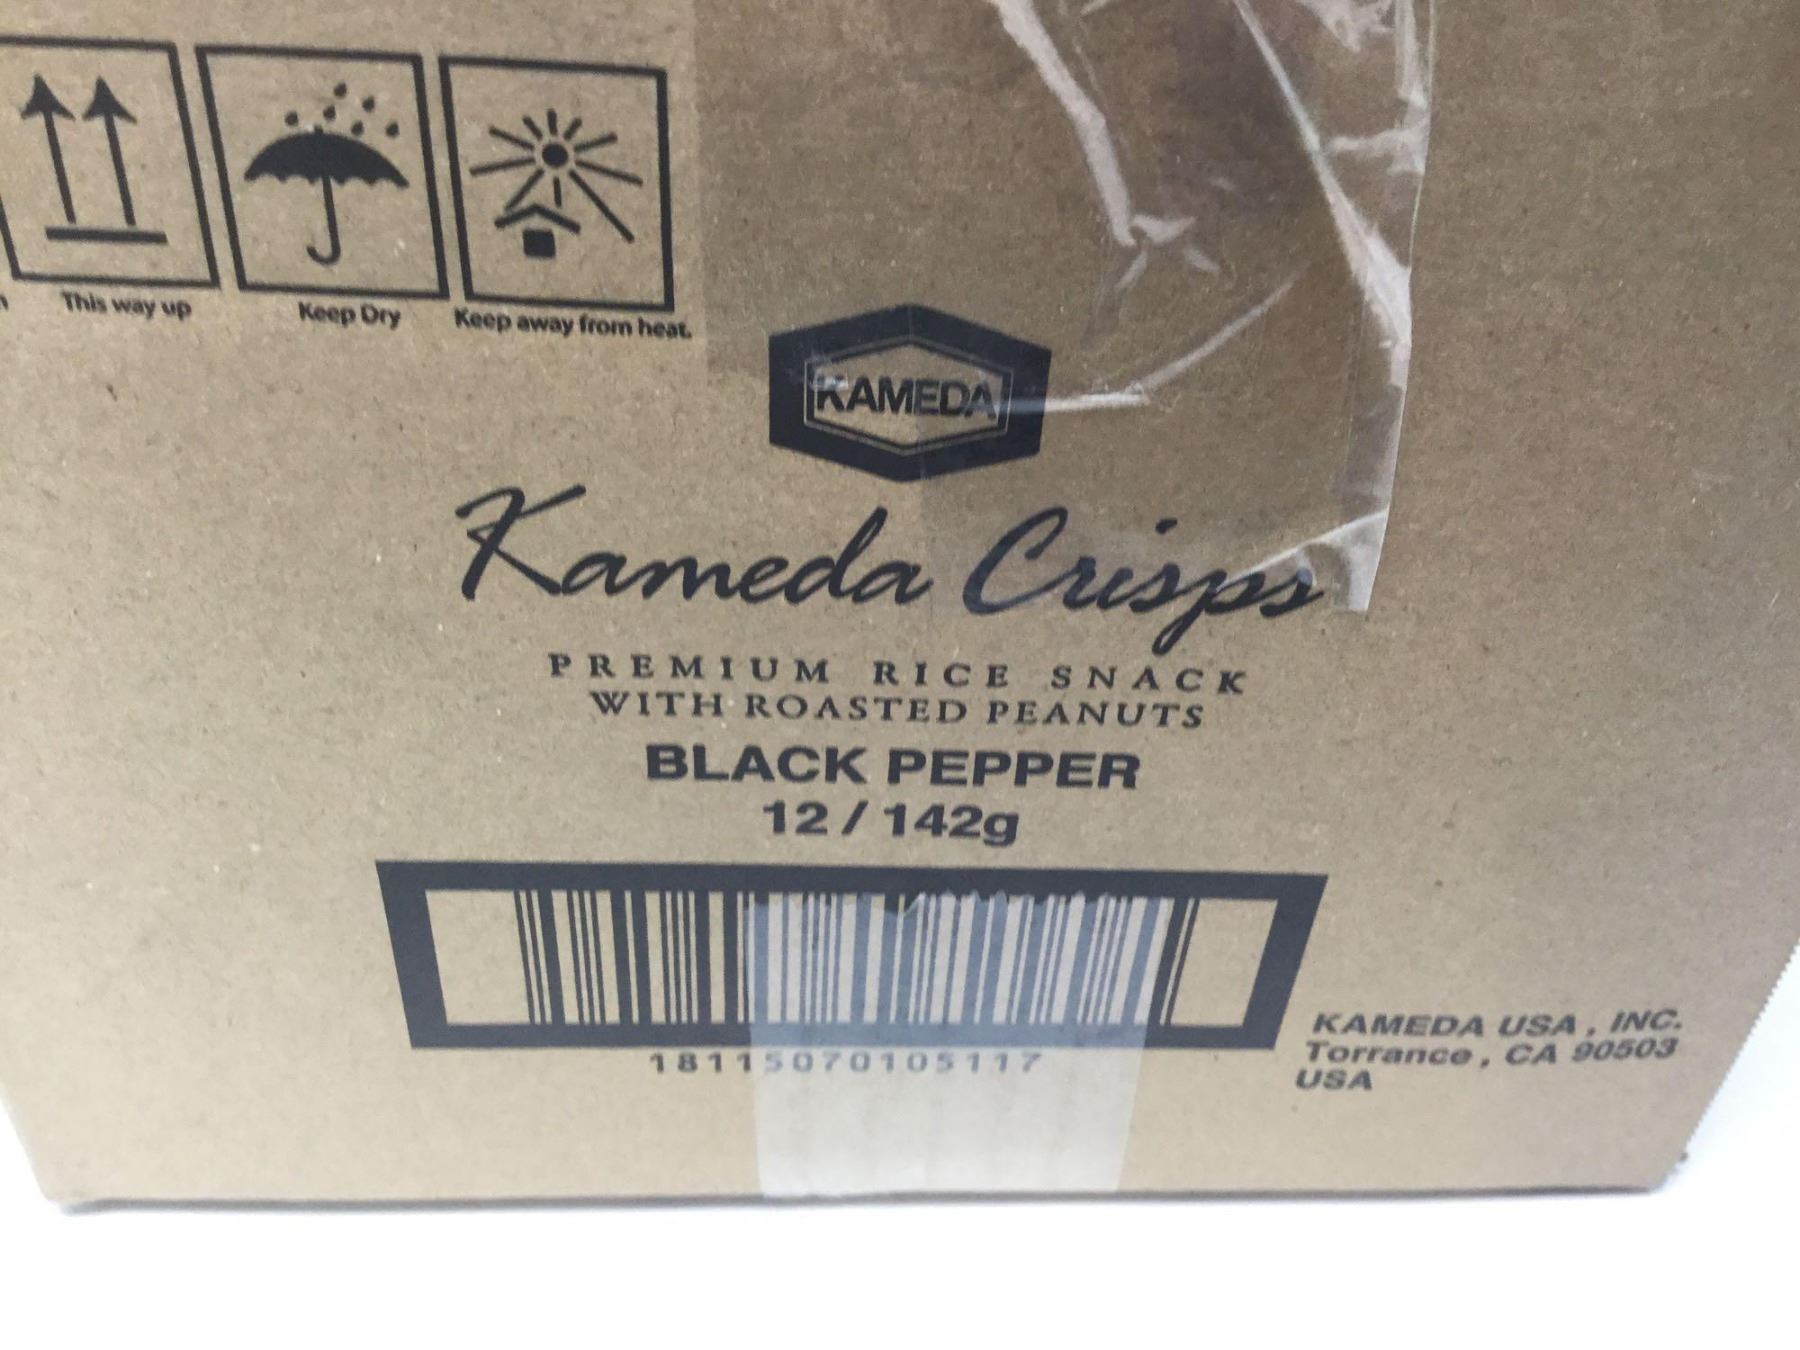 This way up
Keep Dry
Keep away from heat.
KAMEDA
Kameda Crisps
PREMIUM RICE SNACK
WITH ROASTED PEANUTS
BLACK PEPPER
12 / 142g
18115070105117
KAMEDA USA, INC.
Torrance, CA 90503
USA